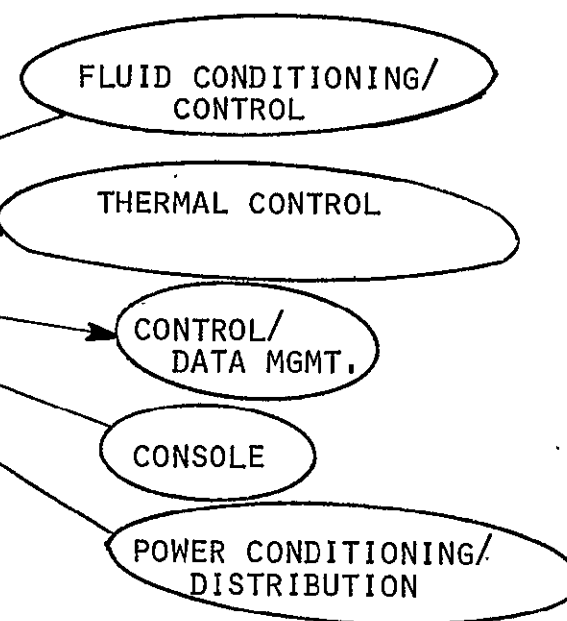 FLUID CONDITIONING/
CONTROL
THERMAL CONTROL
CONTROL/
DATA MGMT.
CONSOLE
POWER CONDITIONING/
DISTRIBUTION